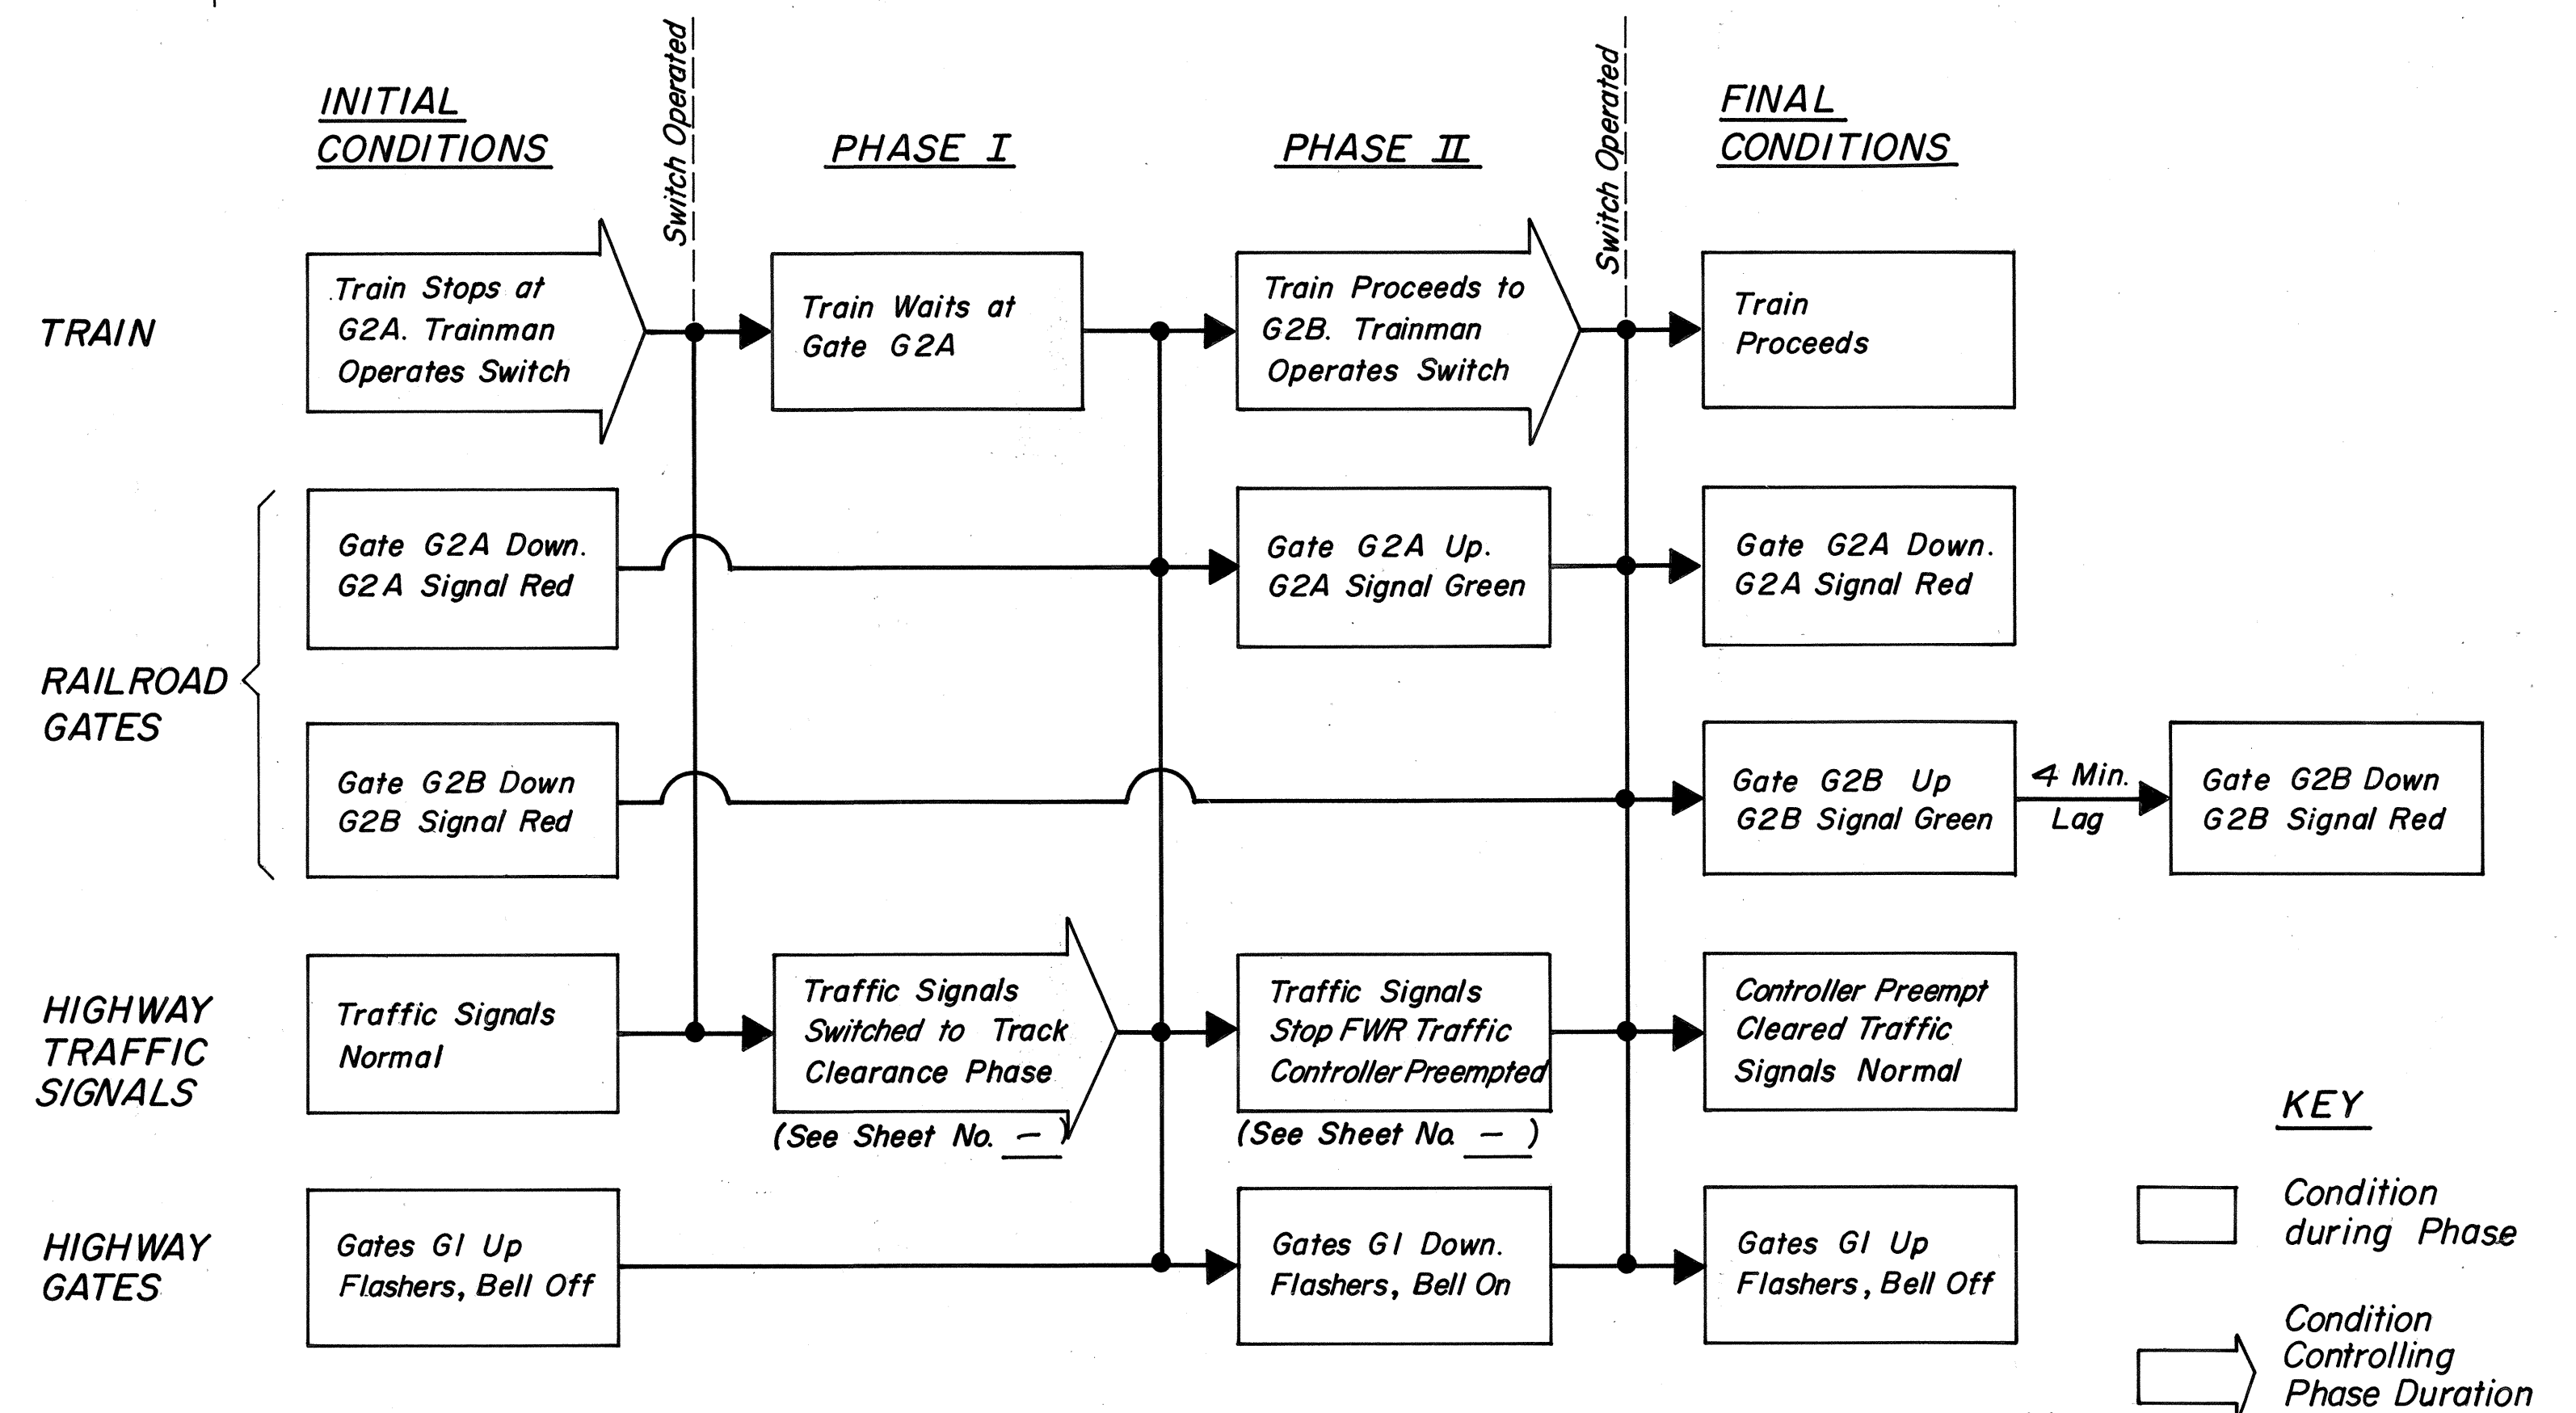 INITIAL
CONDITIONS
Switch Operated
PHASE I
PHASE II
Switch Operated
FINAL
CONDITIONS
TRAIN
Train Stops at
G2A. Trainman
Operates Switch
Train Waits at
Gate G2A
Train Proceeds to
G2B. Trainman
Operates Switch
Train
Proceeds
RAILROAD
GATES
Gate G2A Down.
G2A Signal Red
Gate G2A Up.
G2A Signal Green
Gate G2A Down.
G2A Signal Red
Gate G2B Down
G2B Signal Red
Gate G2B Up
G2B Signal Green
4 Min.
Lag
Gate G2B Down
G2B Signal Red
HIGHWAY
TRAFFIC
SIGNALS
Traffic Signals
Normal
Traffic Signals
Switched to Track
Clearance Phase
(See Sheet No. — )
Traffic Signals
Stop FWR Traffic
Controller Preempted
(See Sheet No. — )
Controller Preempt
Cleared Traffic
Signals Normal
HIGHWAY
GATES
Gates G1 Up
Flashers, Bell Off
Gates G1 Down.
Flashers, Bell On
Gates G1 Up
Flashers, Bell Off
KEY
Condition
during Phase
Condition
Controlling
Phase Duration